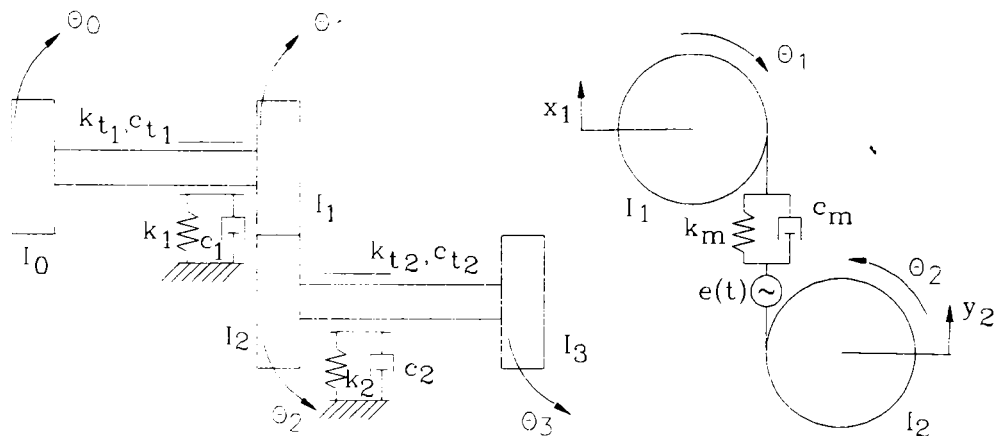 Θ0
Θ
kt1, ct1
I0
k1
c1
I1
kt2, ct2
I2
k2
c2
I3
Θ2
Θ3
Θ1
x1
I1
km
cm
e(t)
~
Θ2
y2
I2